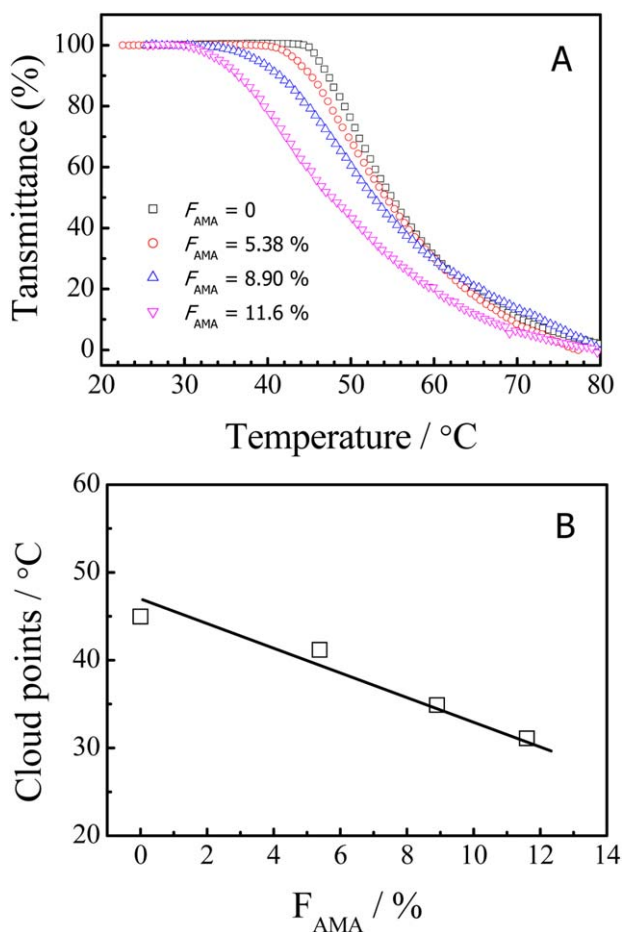 A
100
80
60
40
20
0
Tansmittance (%)
F_AMA = 0
F_AMA = 5.38 %
F_AMA = 8.90 %
F_AMA = 11.6 %
20 30 40 50 60 70 80
Temperature / °C
B
60
50
40
30
20
Cloud points / °C
0 2 4 6 8 10 12 14
F_AMA / %